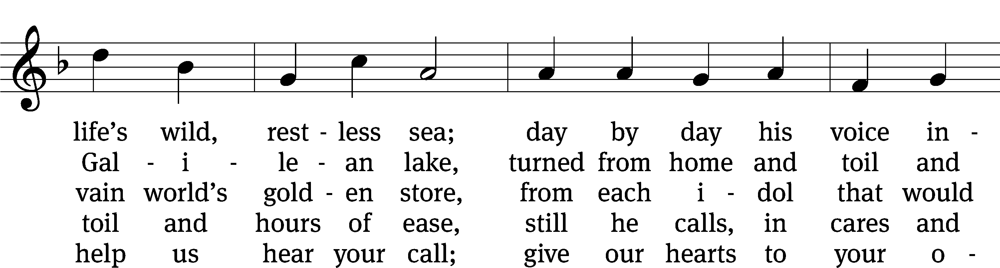 life’s wild, rest - less sea; day by day his voice in -
Gal - i - le - an lake, turned from home and toil and
vain world’s gold - en store, from each i - dol that would
toil and hours of ease, still he calls, in cares and
help us hear your call; give our hearts to your o -